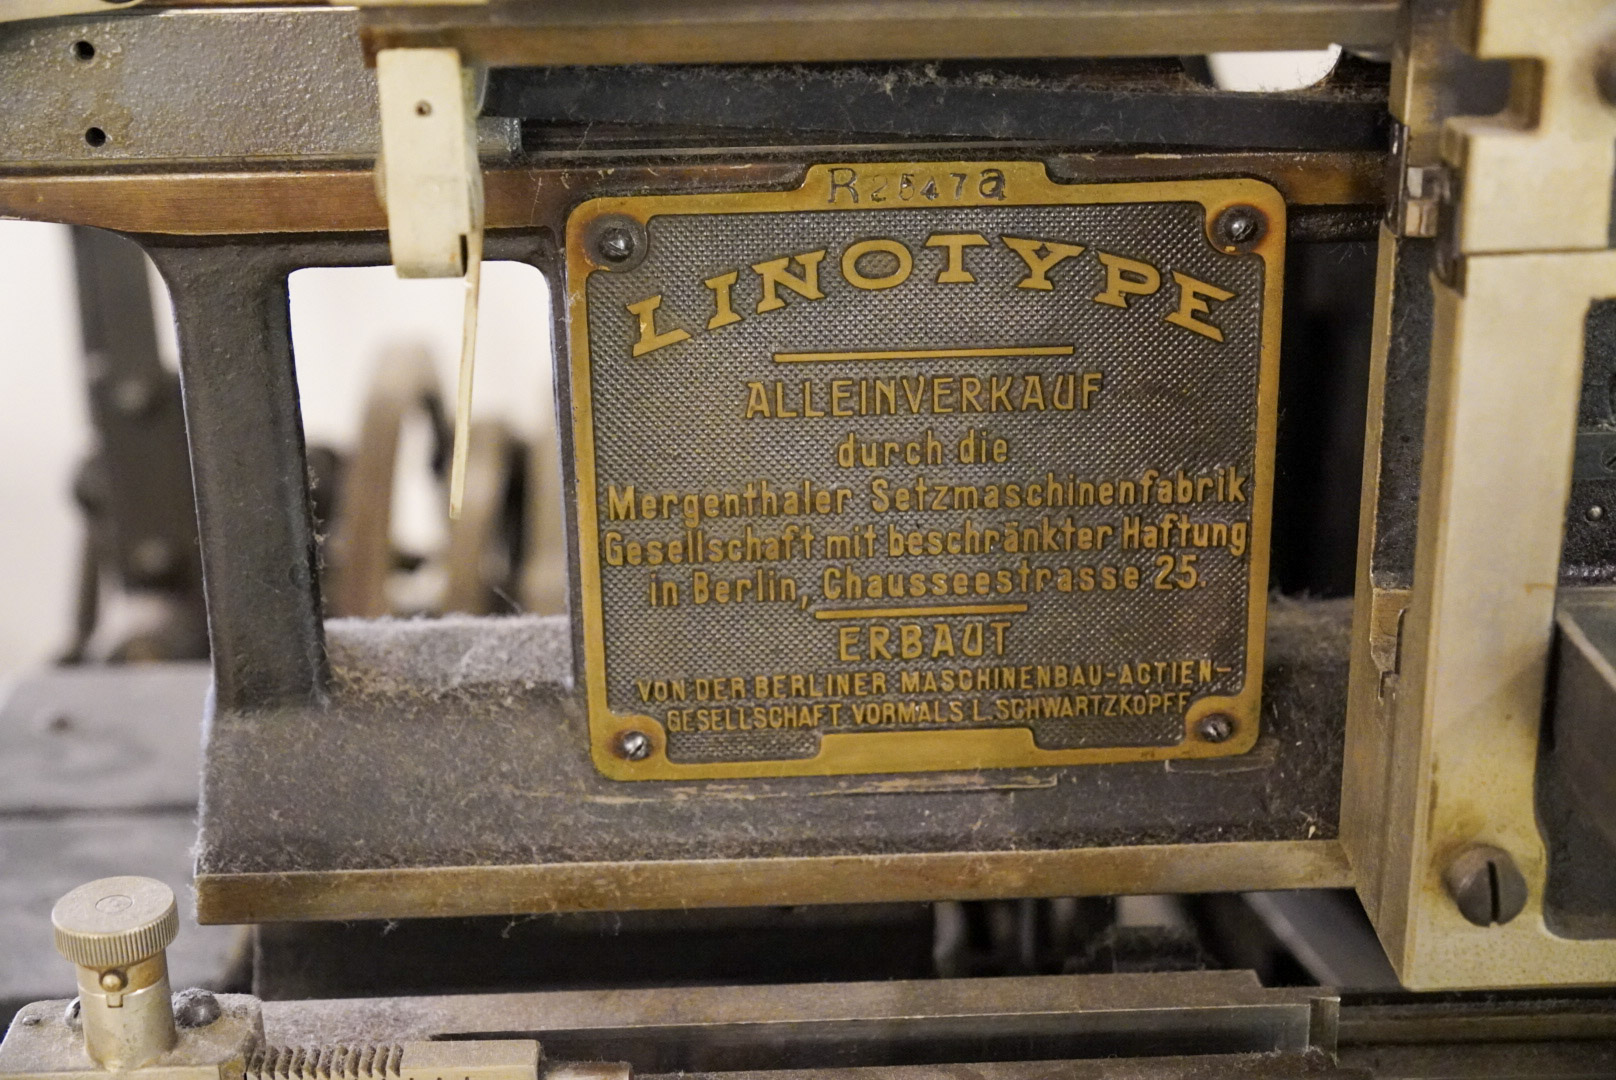 R2547a
LINOTYPE
ALLEINVERKAUF
durch die
Mergenthaler Setzmaschinenfabrik
Gesellschaft mit beschränkter Haftung
in Berlin, Chausseestrasse 25.
ERBAUT
VON DER BERLINER MASCHINENBAU-ACTIEN-
GESELLSCHAFT VORMALS L. SCHWARTZKOPFF